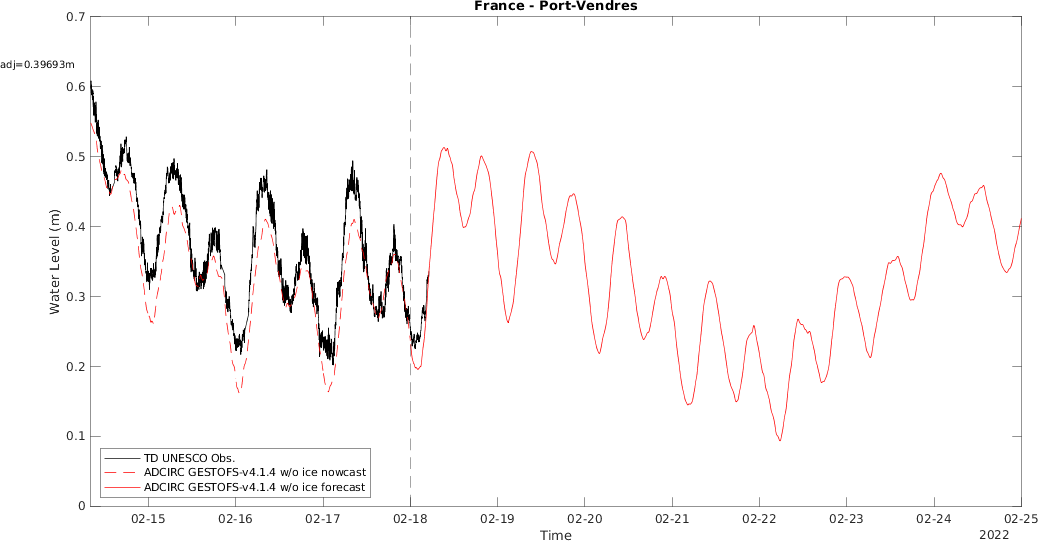 France - Port-Vendres
adj=0.39693m
0.7
0.6
0.5
0.4
0.3
0.2
0.1
0
Water Level (m)
TD UNESCO Obs.
ADCIRC GESTOFS-v4.1.4 w/o ice nowcast
ADCIRC GESTOFS-v4.1.4 w/o ice forecast
02-15 02-16 02-17 02-18 02-19 02-20 02-21 02-22 02-23 02-24 02-25
Time
2022